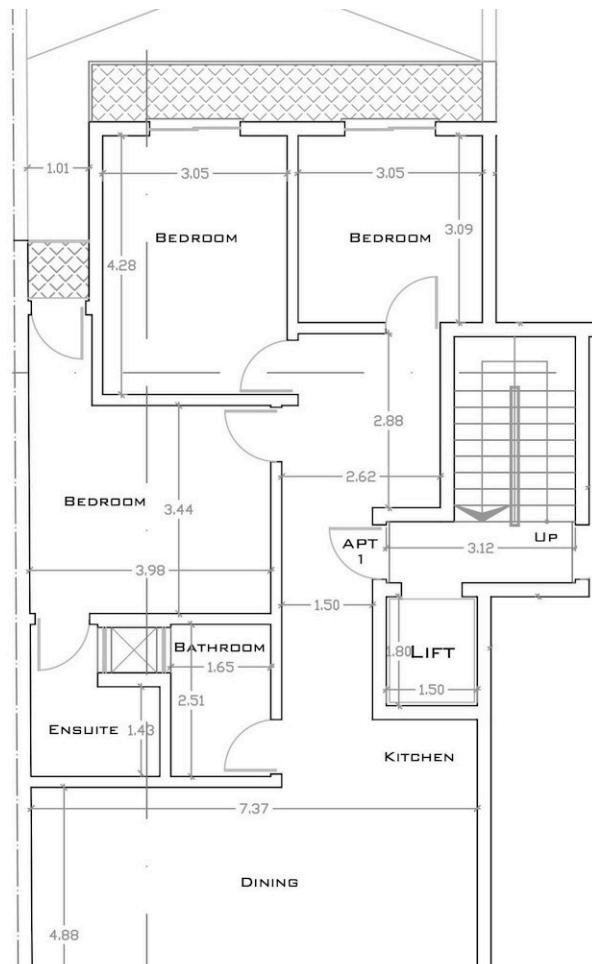 1.01
3.05
3.05
BEDROOM
BEDROOM
3.09
4.28
2.88
2.62
BEDROOM
3.44
UP
APT
1
3.12
3.98
1.50
BATHROOM
1.65
1.80
LIFT
1.50
2.51
ENSUITE
1.43
KITCHEN
7.37
DINING
4.88